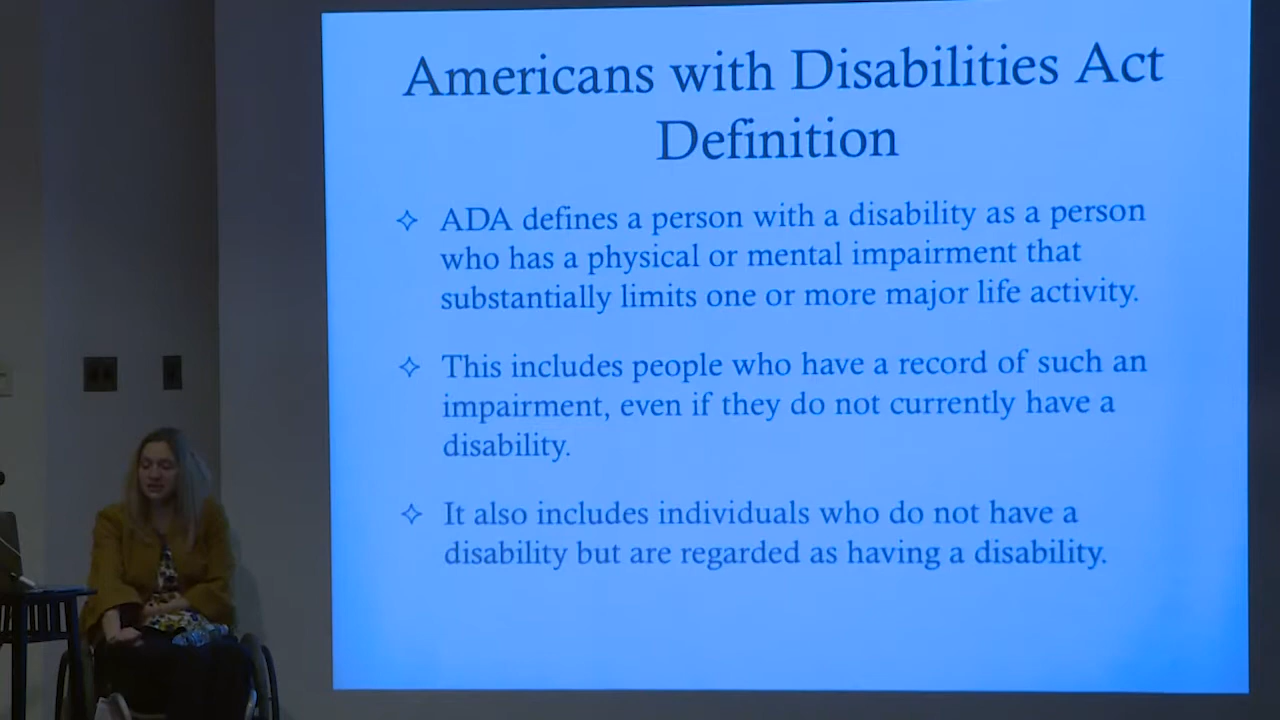 Americans with Disabilities Act
Definition
✧ ADA defines a person with a disability as a person
who has a physical or mental impairment that
substantially limits one or more major life activity.
✧ This includes people who have a record of such an
impairment, even if they do not currently have a
disability.
✧ It also includes individuals who do not have a
disability but are regarded as having a disability.